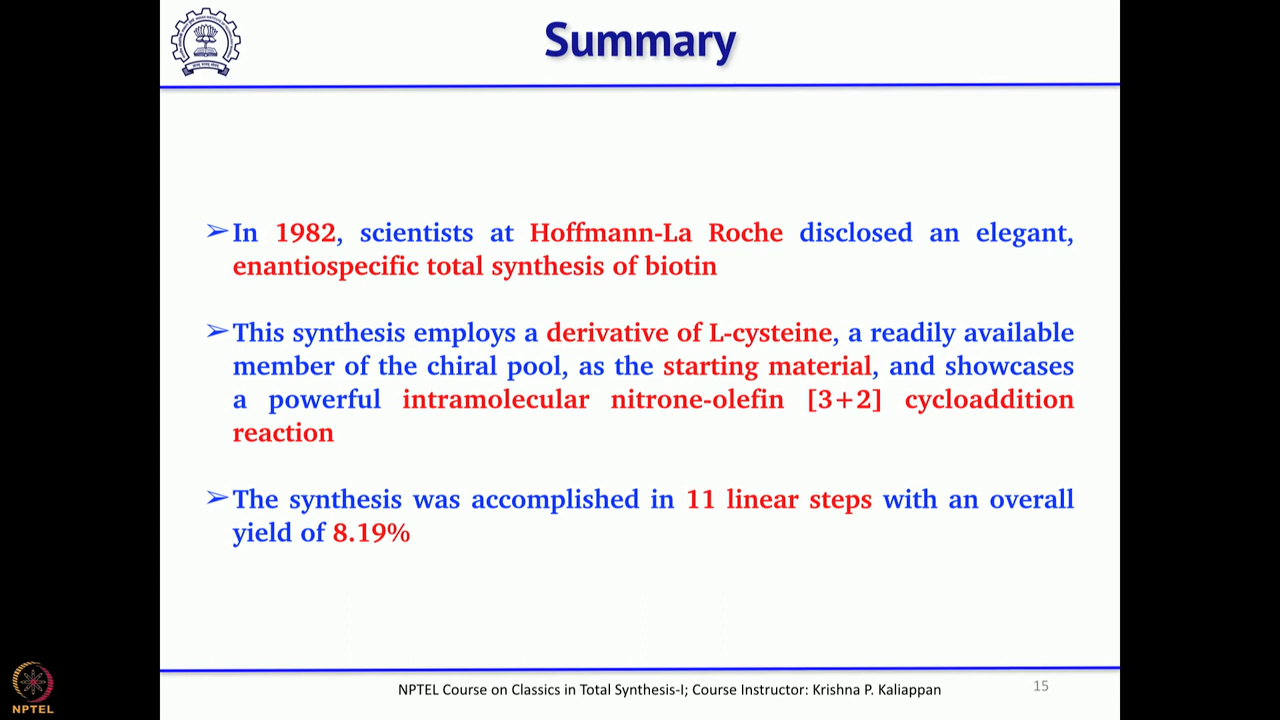 Summary
➢In 1982, scientists at Hoffmann-La Roche disclosed an elegant,
enantiospecific total synthesis of biotin
➢This synthesis employs a derivative of L-cysteine, a readily available
member of the chiral pool, as the starting material, and showcases
a powerful intramolecular nitrone-olefin [3+2] cycloaddition
reaction
➢The synthesis was accomplished in 11 linear steps with an overall
yield of 8.19%
NPTEL Course on Classics in Total Synthesis-I; Course Instructor: Krishna P. Kaliappan
15
NPTEL